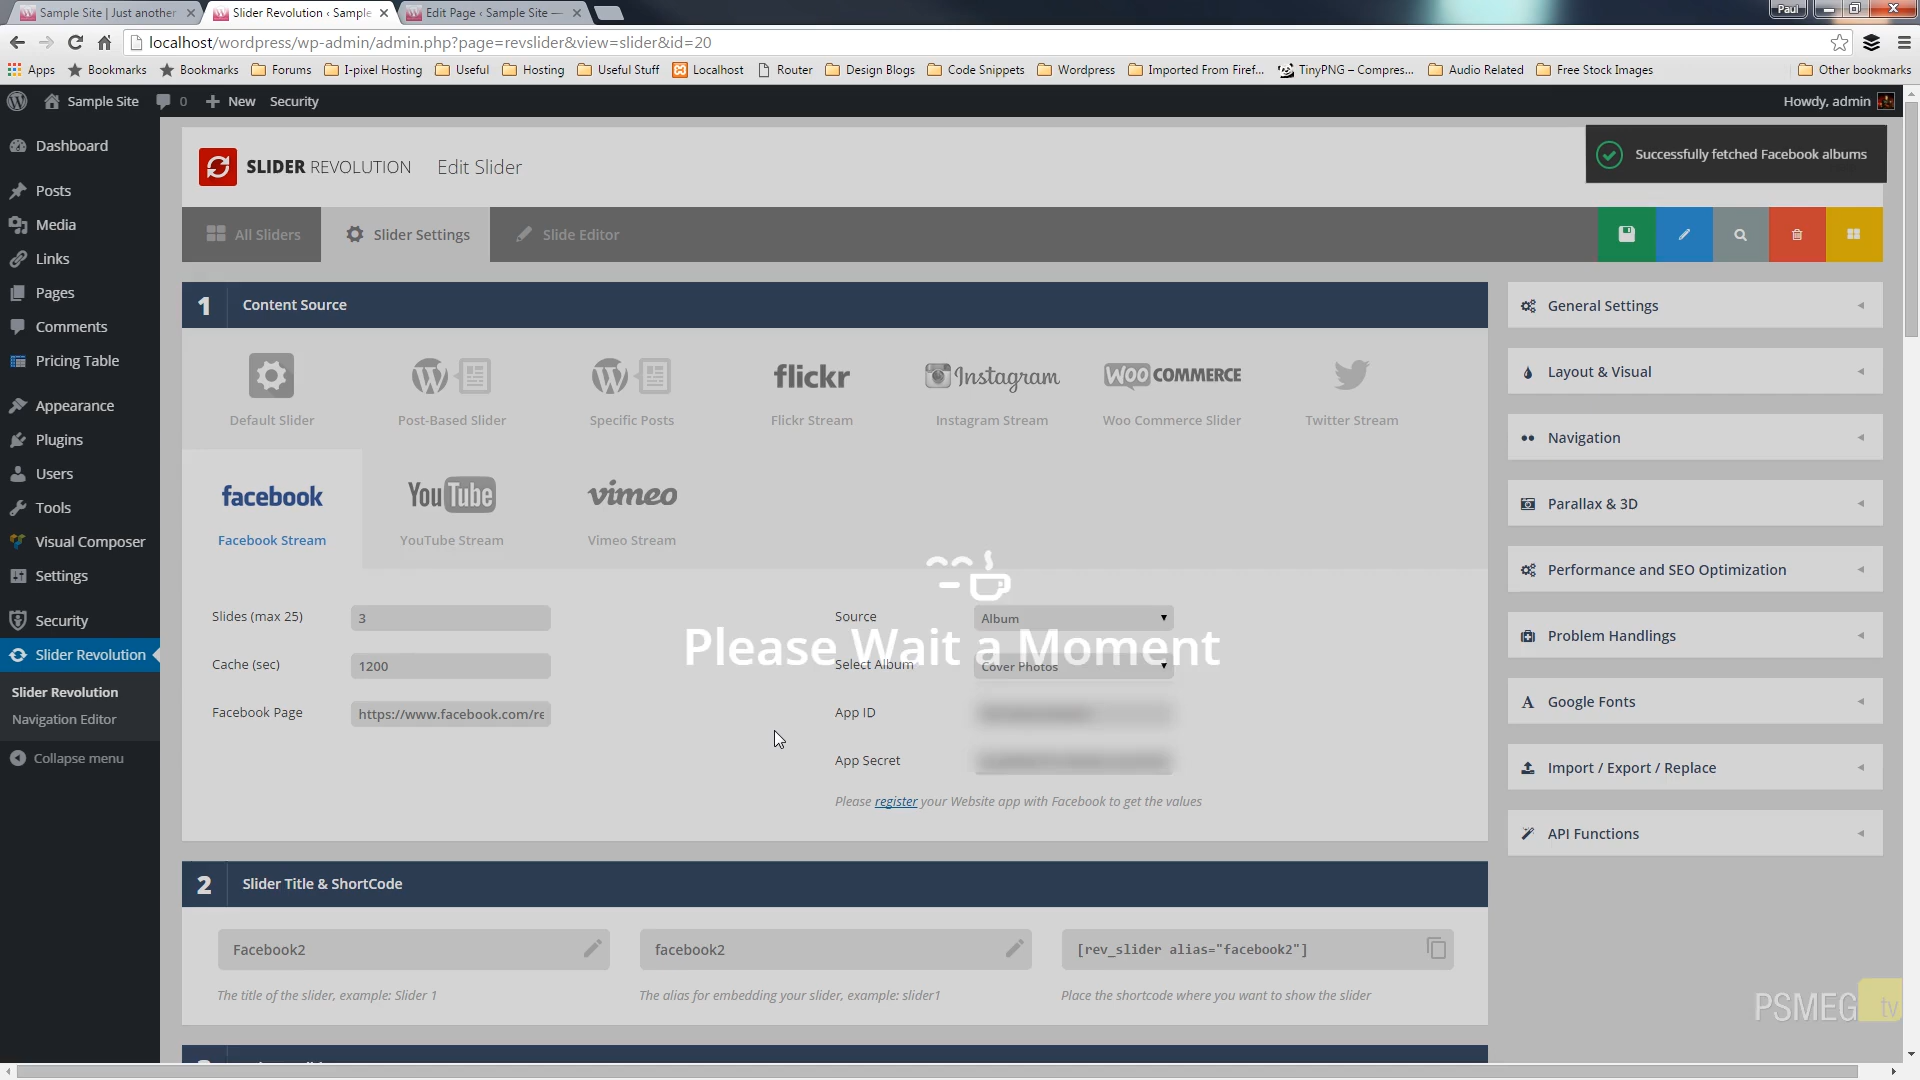 Sample Site | Just another
Slider Revolution ‹ Sample
Edit Page ‹ Sample Site —
Paul
localhost/wordpress/wp-admin/admin.php?page=revslider&view=slider&id=20
Apps
Bookmarks
Bookmarks
Forums
I-pixel Hosting
Useful
Hosting
Useful Stuff
Localhost
Router
Design Blogs
Code Snippets
Wordpress
Imported From Firef...
TinyPNG – Compres...
Audio Related
Free Stock Images
Other bookmarks
Sample Site
0
New
Security
Howdy, admin
Dashboard
Posts
Media
Links
Pages
Comments
Pricing Table
Appearance
Plugins
Users
Tools
Visual Composer
Settings
Security
Slider Revolution
Slider Revolution
Navigation Editor
Collapse menu
SLIDER REVOLUTION
Edit Slider
Successfully fetched Facebook albums
All Sliders
Slider Settings
Slide Editor
1
Content Source
Default Slider
Post-Based Slider
Specific Posts
flickr
Flickr Stream
Instagram
Instagram Stream
WOO COMMERCE
Woo Commerce Slider
Twitter Stream
facebook
Facebook Stream
YouTube
YouTube Stream
vimeo
Vimeo Stream
Please Wait a Moment
Slides (max 25)
3
Cache (sec)
1200
Facebook Page
https://www.facebook.com/re
Source
Album
Select Album
Cover Photos
App ID
App Secret
Please register your Website app with Facebook to get the values
2
Slider Title & ShortCode
Facebook2
The title of the slider, example: Slider 1
facebook2
The alias for embedding your slider, example: slider1
[rev_slider alias="facebook2"]
Place the shortcode where you want to show the slider
General Settings
Layout & Visual
Navigation
Parallax & 3D
Performance and SEO Optimization
Problem Handlings
Google Fonts
Import / Export / Replace
API Functions
PSMEG tv